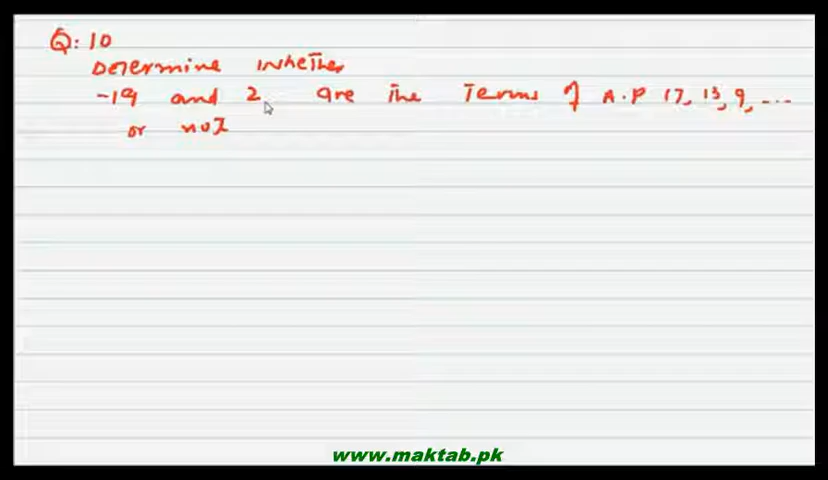 Q: 10
Determine Whether
-19 and 2 are the Terms of A.P 17, 13, 9, ....
or not
www.maktab.pk